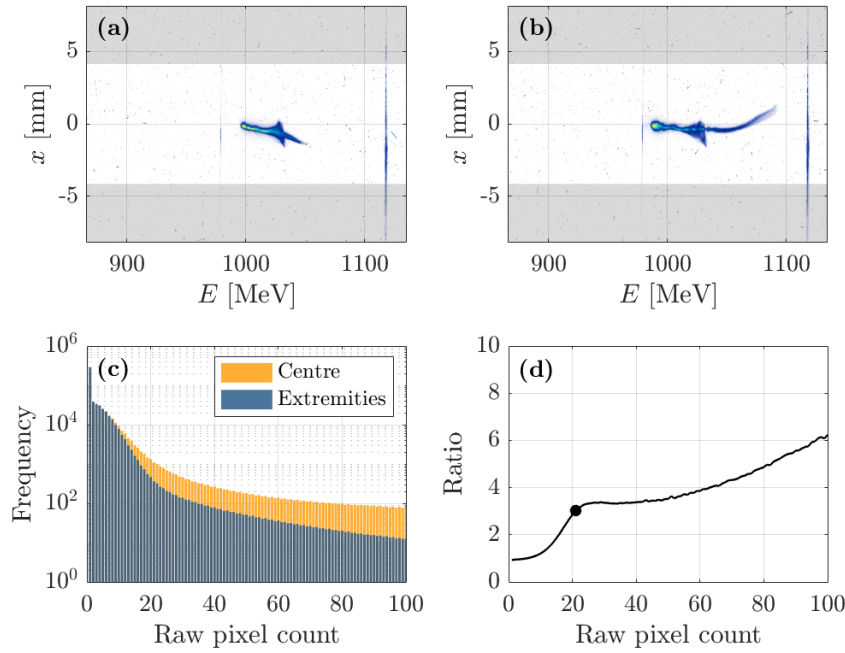 (a)
(b)
x [mm]
5
0
-5
900
1000
1100
E [MeV]
x [mm]
5
0
-5
900
1000
1100
E [MeV]
(c)
Centre
Extremities
Frequency
10^6
10^4
10^2
10^0
0
20
40
60
80
100
Raw pixel count
(d)
Ratio
10
8
6
4
2
0
0
20
40
60
80
100
Raw pixel count